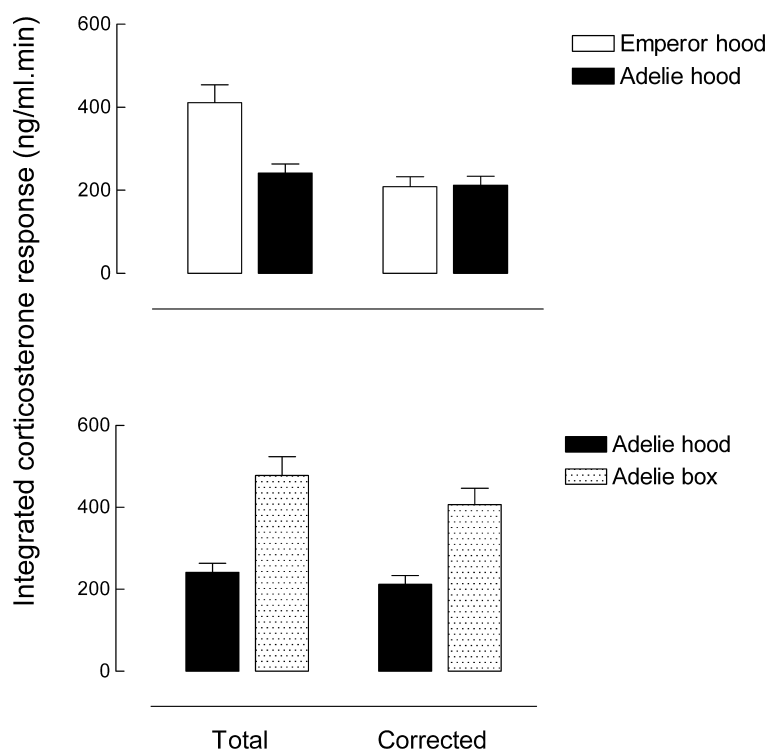 Integrated corticosterone response (ng/ml.min)
600
400
200
0
Emperor hood
Adelie hood
600
400
200
0
Adelie hood
Adelie box
Total Corrected